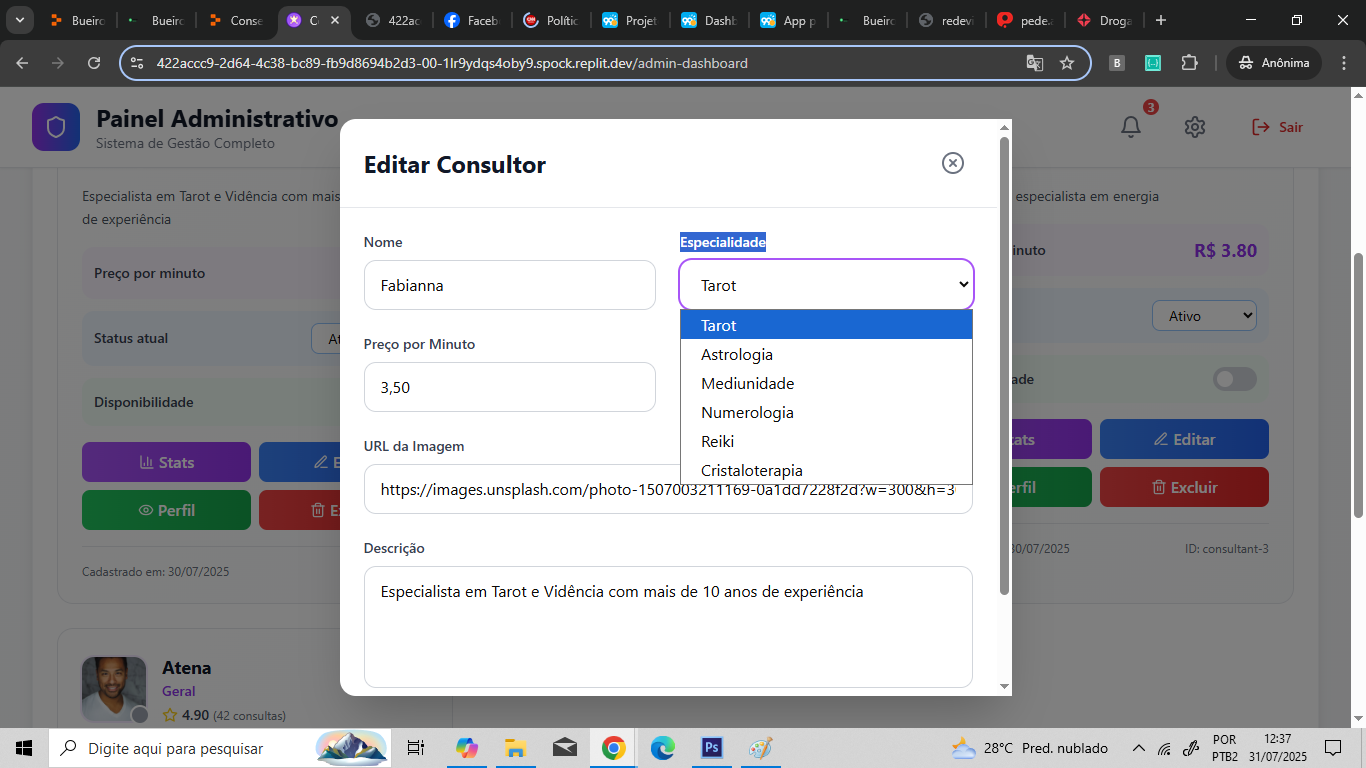 Bueiro
Bueiro
Conse
C
422ac
Faceb
Polític
Projet
Dashb
App p
Bueiro
redevi
pede.a
Droga
422accc9-2d64-4c38-bc89-fb9d8694b2d3-00-1lr9ydqs4oby9.spock.replit.dev/admin-dashboard
B
Anônima
Painel Administrativo
Sistema de Gestão Completo
3
Sair
Editar Consultor
Especialista em Tarot e Vidência com mais
de experiência
especialista em energia
Nome
Especialidade
Fabianna
Tarot
Preço por minuto
inuto
R$ 3.80
Tarot
Astrologia
Mediunidade
Numerologia
Reiki
Cristaloterapia
Status atual
At
Ativo
Preço por Minuto
3,50
Disponibilidade
ade
Stats
E
tats
Editar
URL da Imagem
https://images.unsplash.com/photo-1507003211169-0a1dd7228f2d?w=300&h=3
Perfil
E
erfil
Excluir
Descrição
30/07/2025
ID: consultant-3
Cadastrado em: 30/07/2025
Especialista em Tarot e Vidência com mais de 10 anos de experiência
Atena
Geral
4.90 (42 consultas)
Digite aqui para pesquisar
Ps
28°C Pred. nublado
POR
PTB2
12:37
31/07/2025